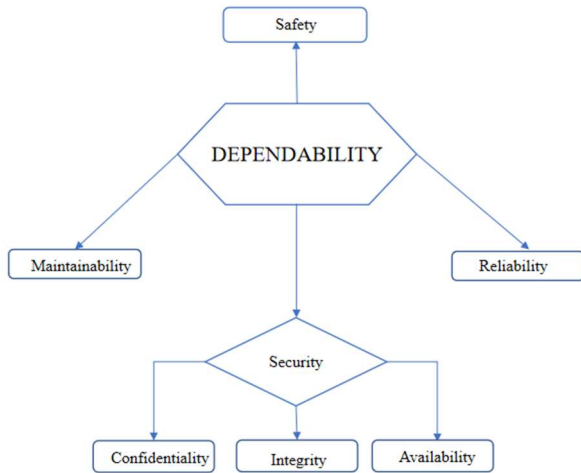 Safety
DEPENDABILITY
Maintainability
Reliability
Security
Confidentiality
Integrity
Availability